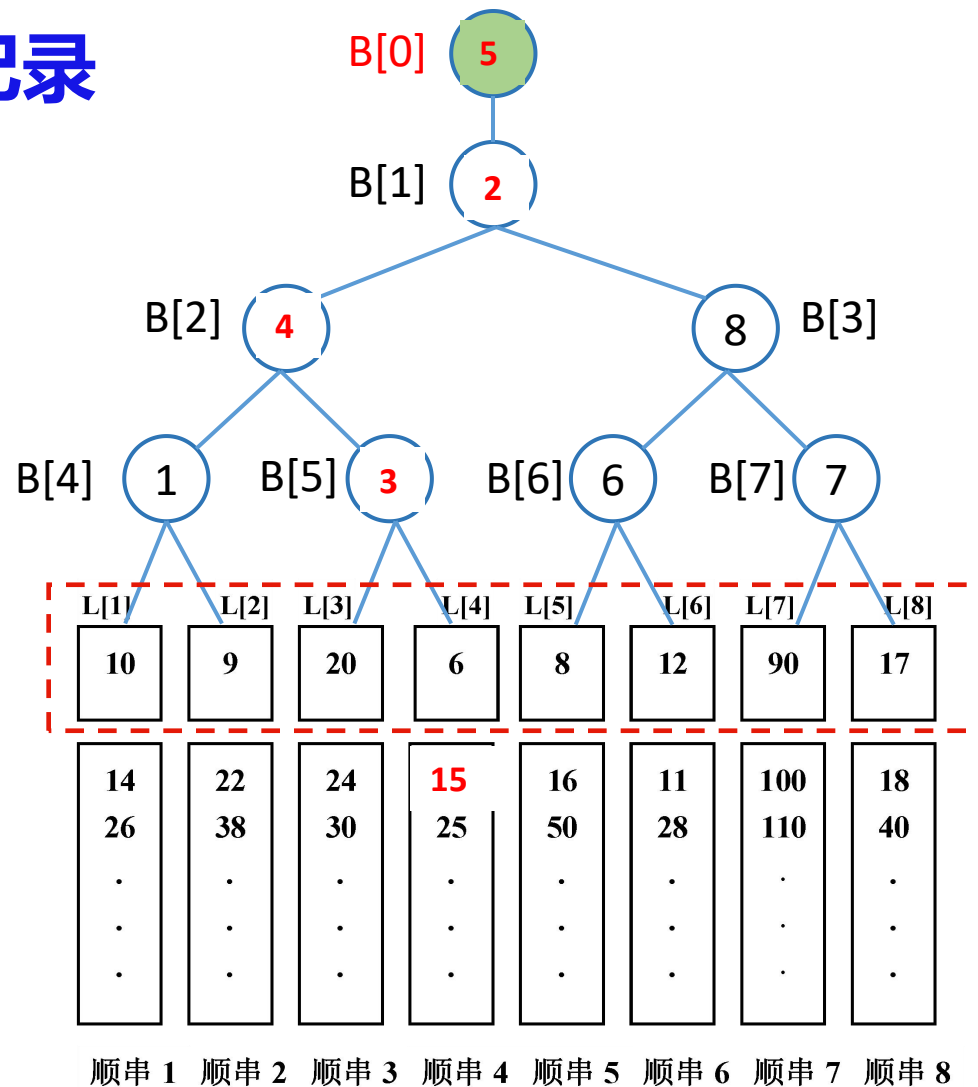 记录
B[0] 5
B[1] 2
B[2] 4 8 B[3]
B[4] 1 B[5] 3 B[6] 6 B[7] 7
L[1] L[2] L[3] L[4] L[5] L[6] L[7] L[8]
10 9 20 6 8 12 90 17
14 22 24 15 16 11 100 18
26 38 30 25 50 28 110 40
. . . . . . . .
. . . . . . . .
. . . . . . . .
顺串 1 顺串 2 顺串 3 顺串 4 顺串 5 顺串 6 顺串 7 顺串 8